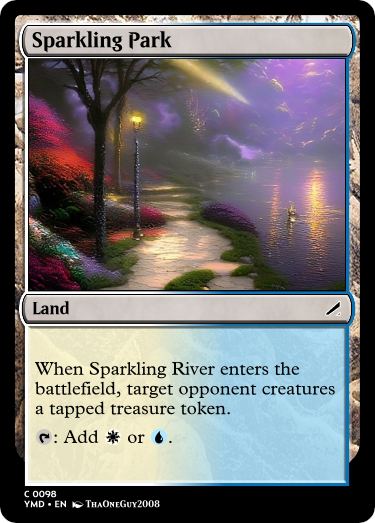 Sparkling Park
Land
When Sparkling River enters the
battlefield, target opponent creatures
a tapped treasure token.
: Add or .
C 0098
YMD • EN ThaOneGuy2008